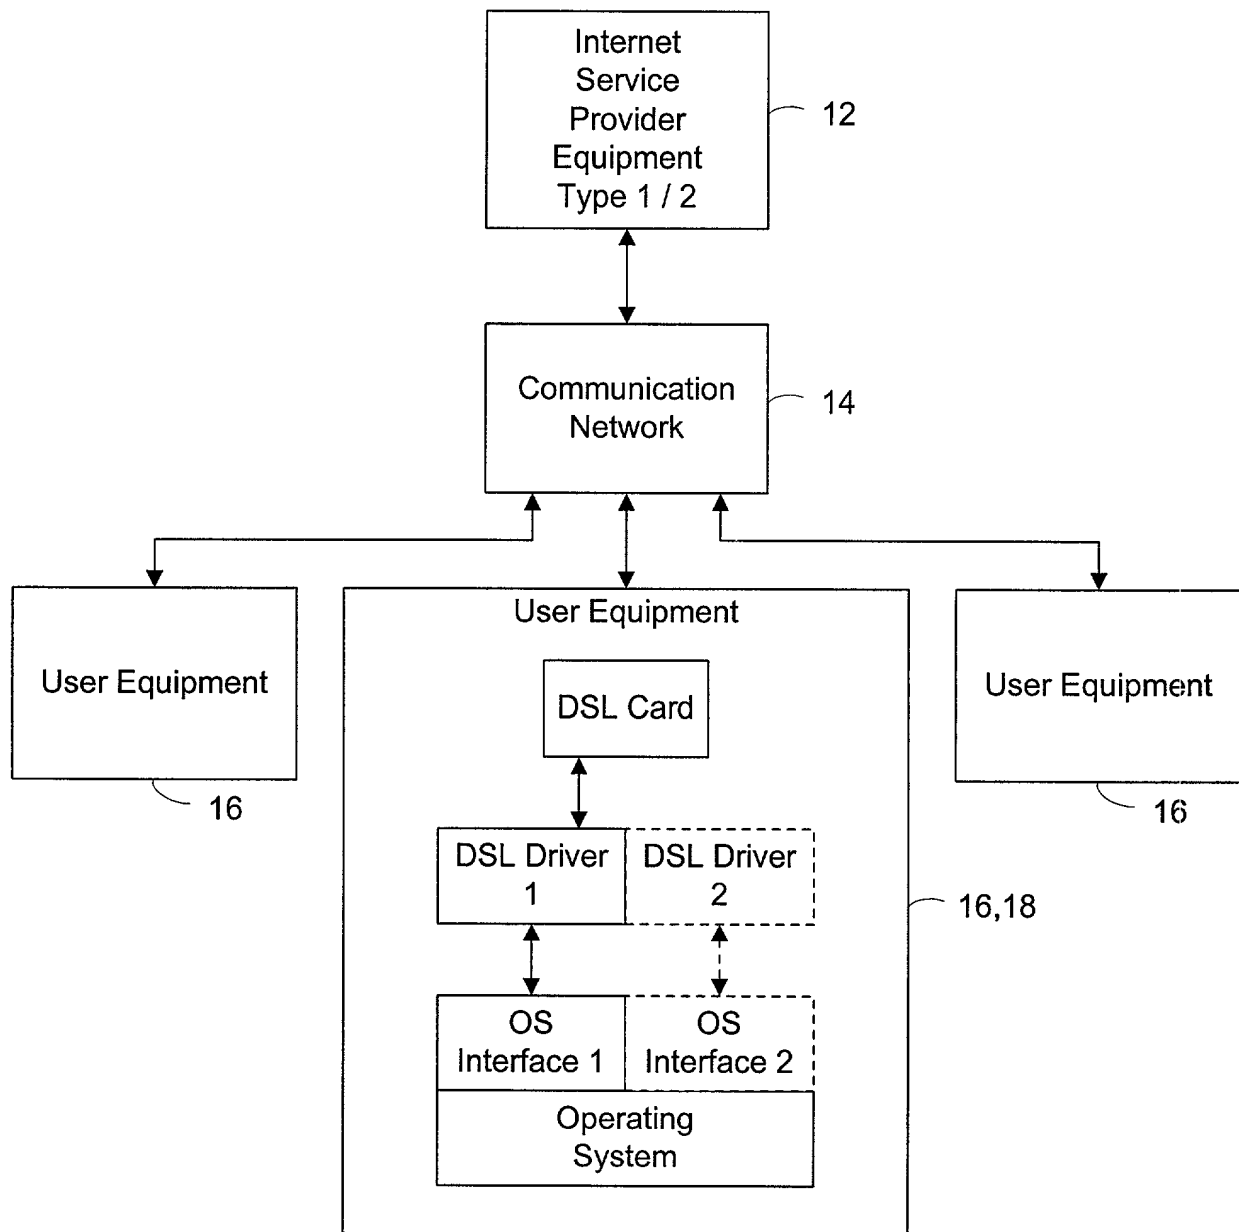 Internet
Service
Provider
Equipment
Type 1 / 2
12
Communication
Network
14
User Equipment
16
User Equipment
DSL Card
DSL Driver
1
DSL Driver
2
OS
Interface 1
OS
Interface 2
Operating
System
16,18
User Equipment
16